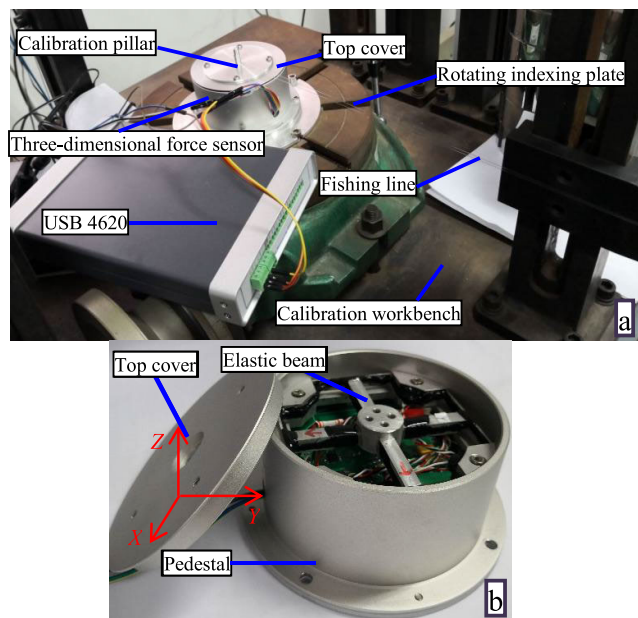 Calibration pillar
Top cover
Rotating indexing plate
Three-dimensional force sensor
Fishing line
USB 4620
Calibration workbench
a
Top cover
Elastic beam
Z
Y
X
Pedestal
b